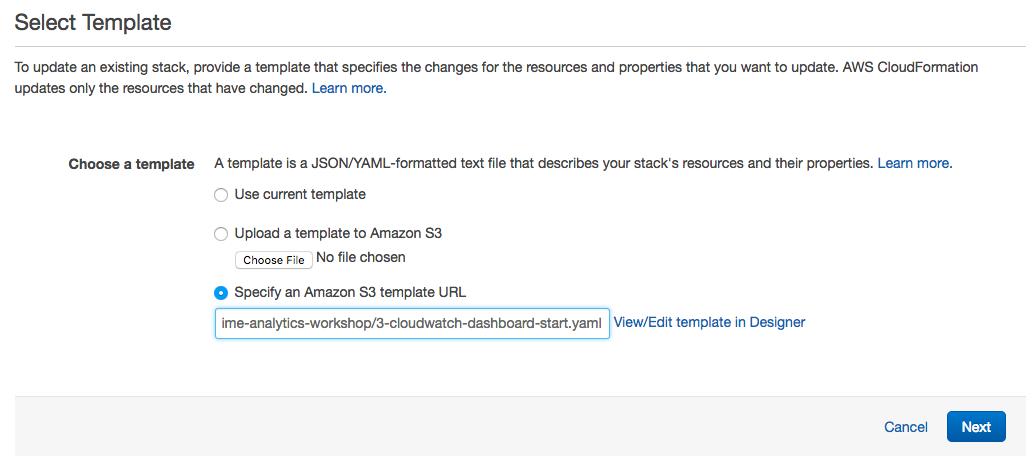 Select Template
To update an existing stack, provide a template that specifies the changes for the resources and properties that you want to update. AWS CloudFormation
updates only the resources that have changed. Learn more.
Choose a template A template is a JSON/YAML-formatted text file that describes your stack's resources and their properties. Learn more.
Use current template
Upload a template to Amazon S3
Choose File No file chosen
Specify an Amazon S3 template URL
ime-analytics-workshop/3-cloudwatch-dashboard-start.yaml View/Edit template in Designer
Cancel Next